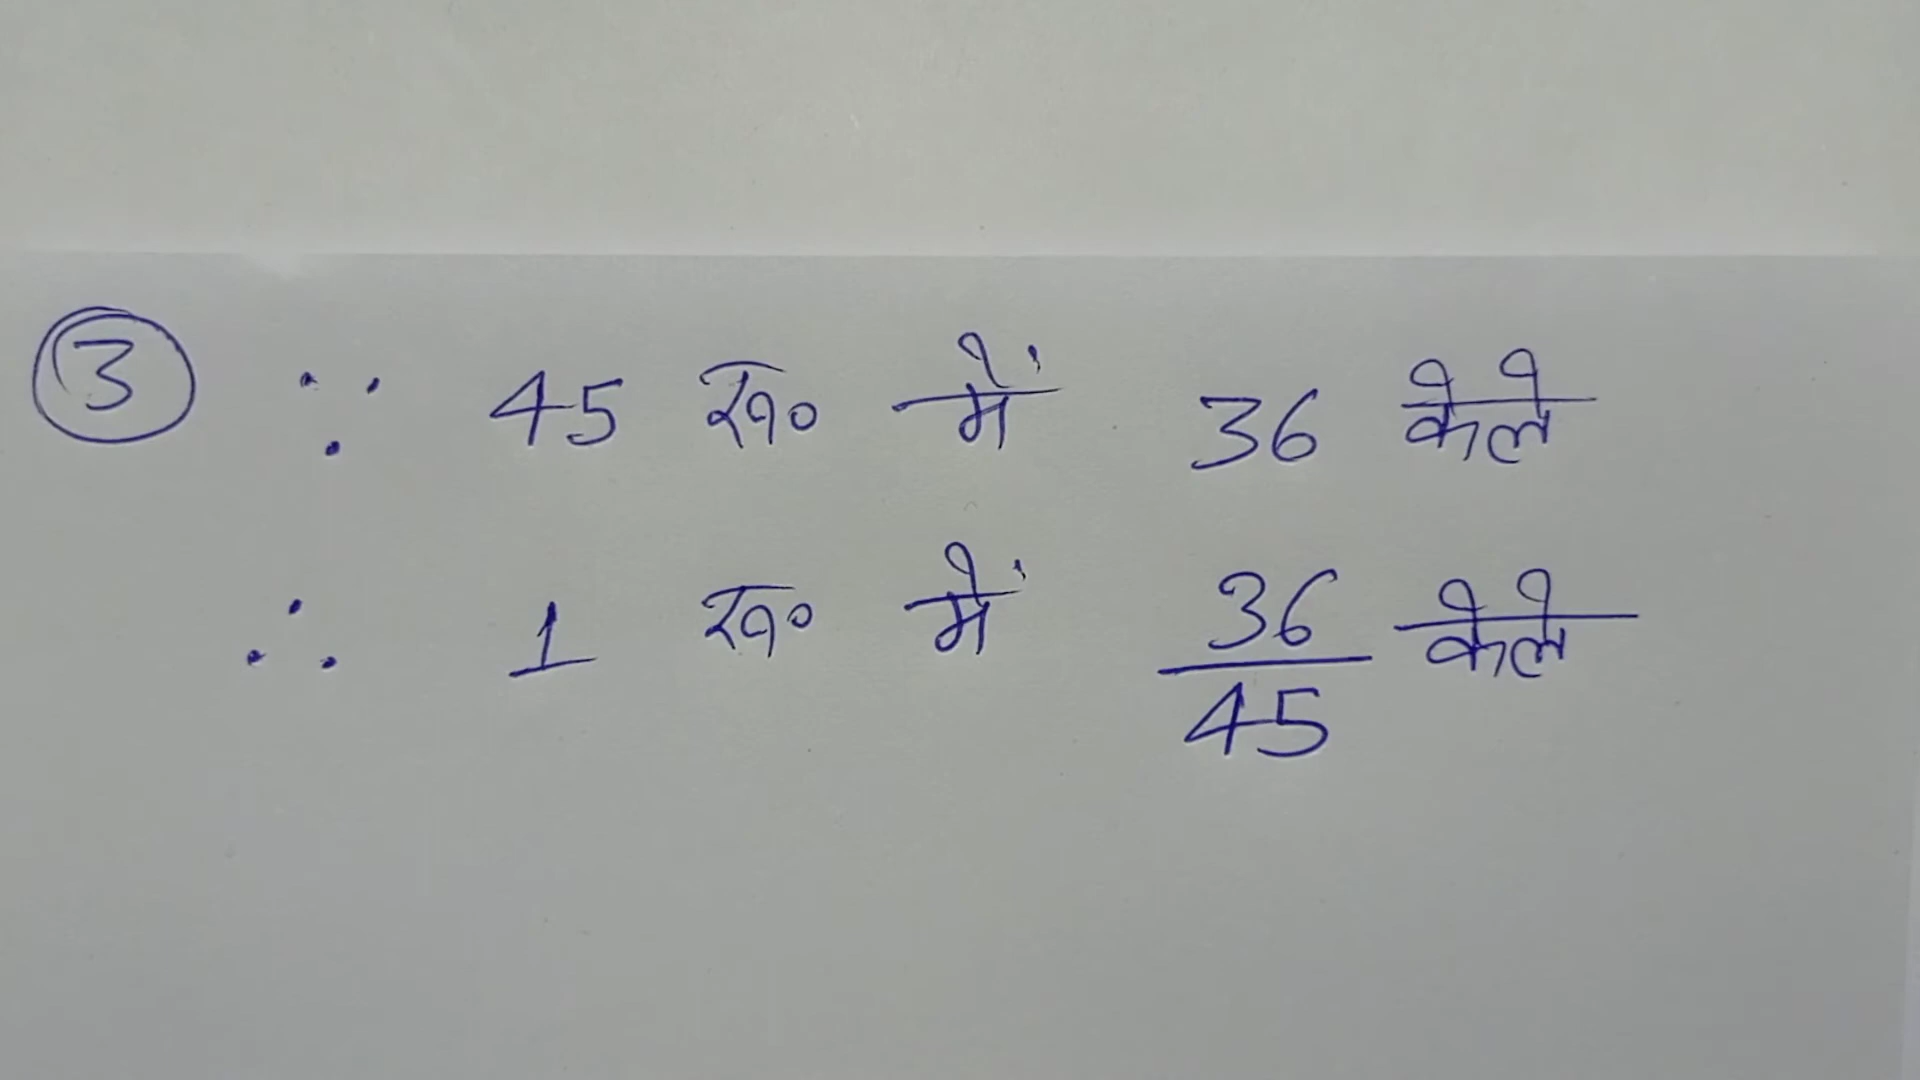 ③ ∵ 45 रु० में 36 केले
∴ 1 रु० में 36/45 केले